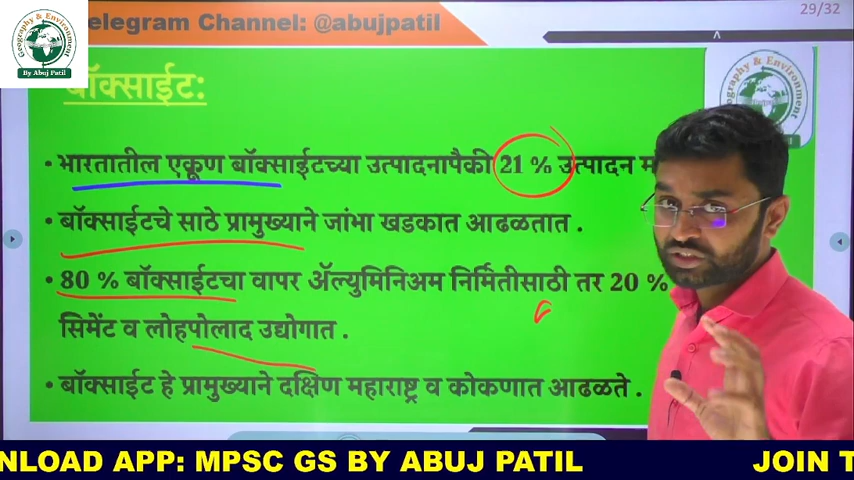 29/32
Telegram Channel: @abujpatil
Geography & Environment
By Abuj Patil
बॉक्साईट:
• भारतातील एकूण बॉक्साईटच्या उत्पादनापैकी 21 % उत्पादन
• बॉक्साईटचे साठे प्रामुख्याने जांभा खडकात आढळतात .
• 80 % बॉक्साईटचा वापर ॲल्युमिनिअम निर्मितीसाठी तर 20 %
सिमेंट व लोहपोलाद उद्योगात .
• बॉक्साईट हे प्रामुख्याने दक्षिण महाराष्ट्र व कोकणात आढळते .
NLOAD APP: MPSC GS BY ABUJ PATIL JOIN T